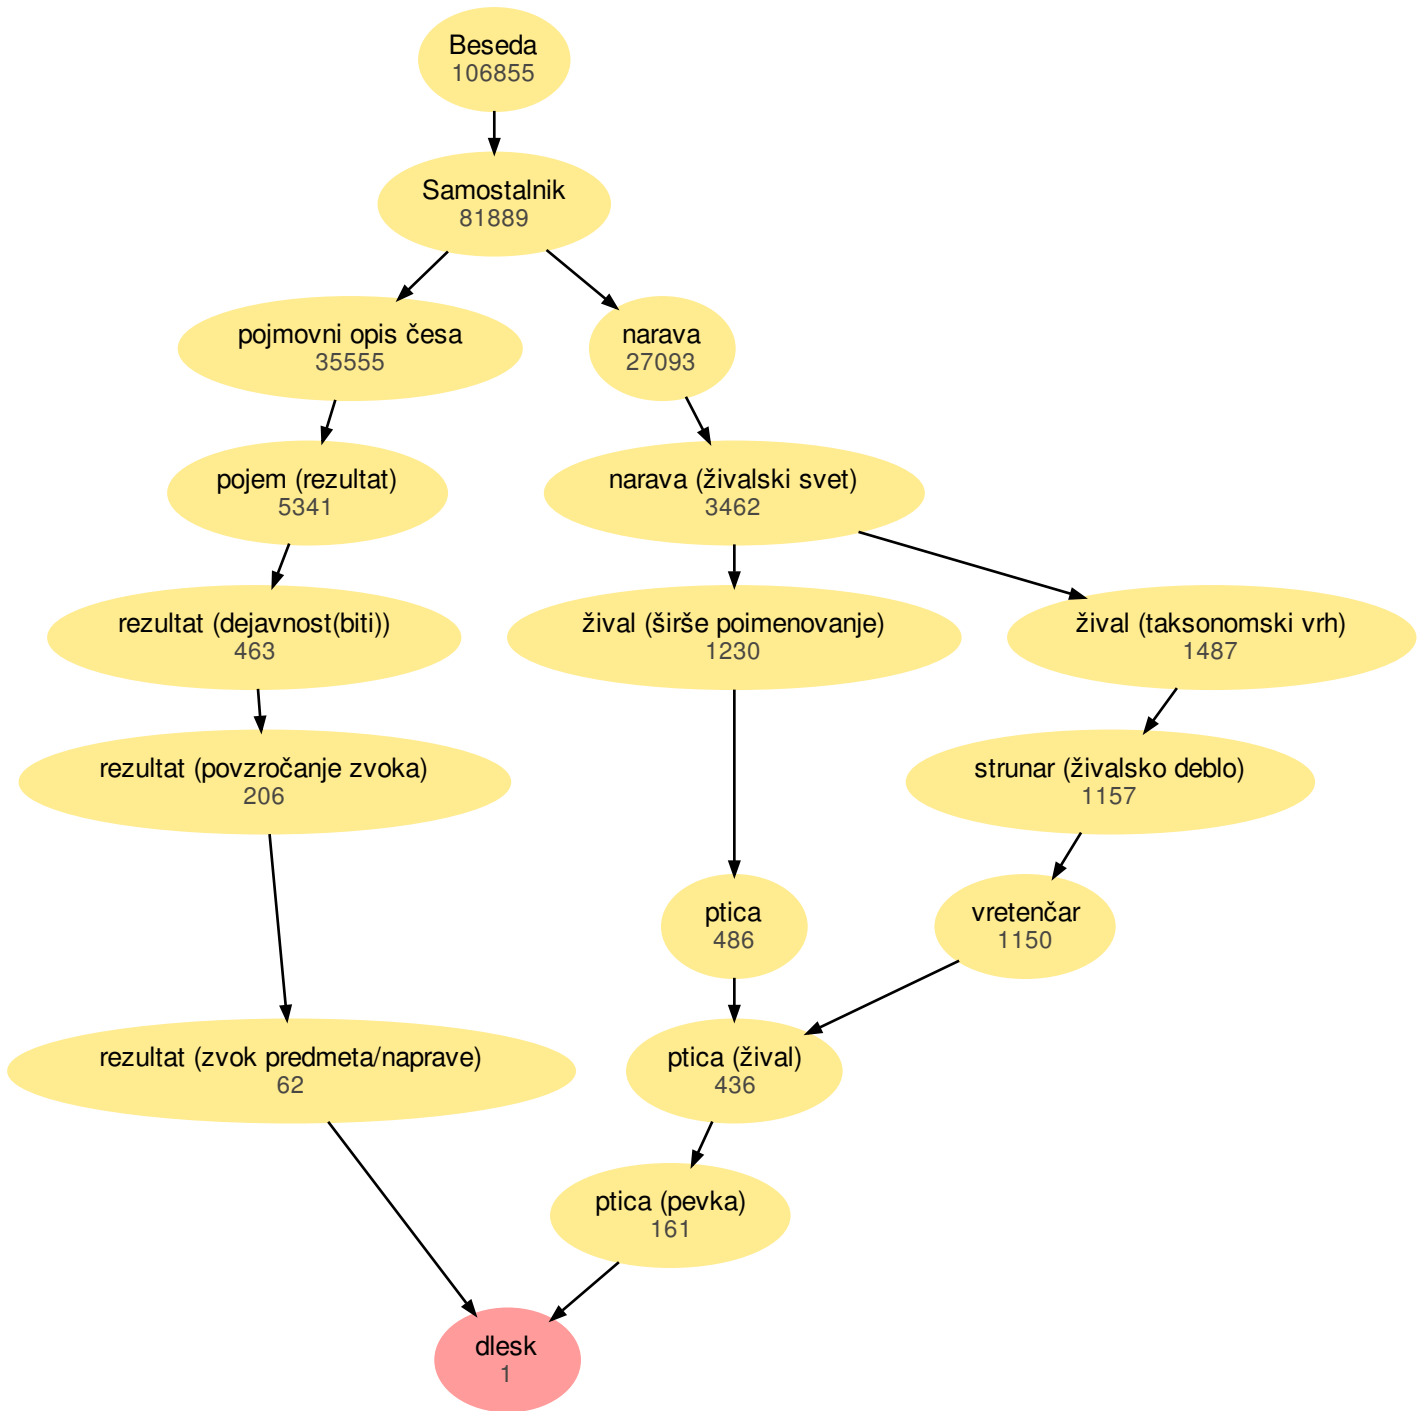 Beseda
106855
Samostalnik
81889
pojmovni opis česa
35555
narava
27093
pojem (rezultat)
5341
narava (živalski svet)
3462
rezultat (dejavnost(biti))
463
žival (širše poimenovanje)
1230
žival (taksonomski vrh)
1487
rezultat (povzročanje zvoka)
206
strunar (živalsko deblo)
1157
ptica
486
vretenčar
1150
rezultat (zvok predmeta/naprave)
62
ptica (žival)
436
ptica (pevka)
161
dlesk
1